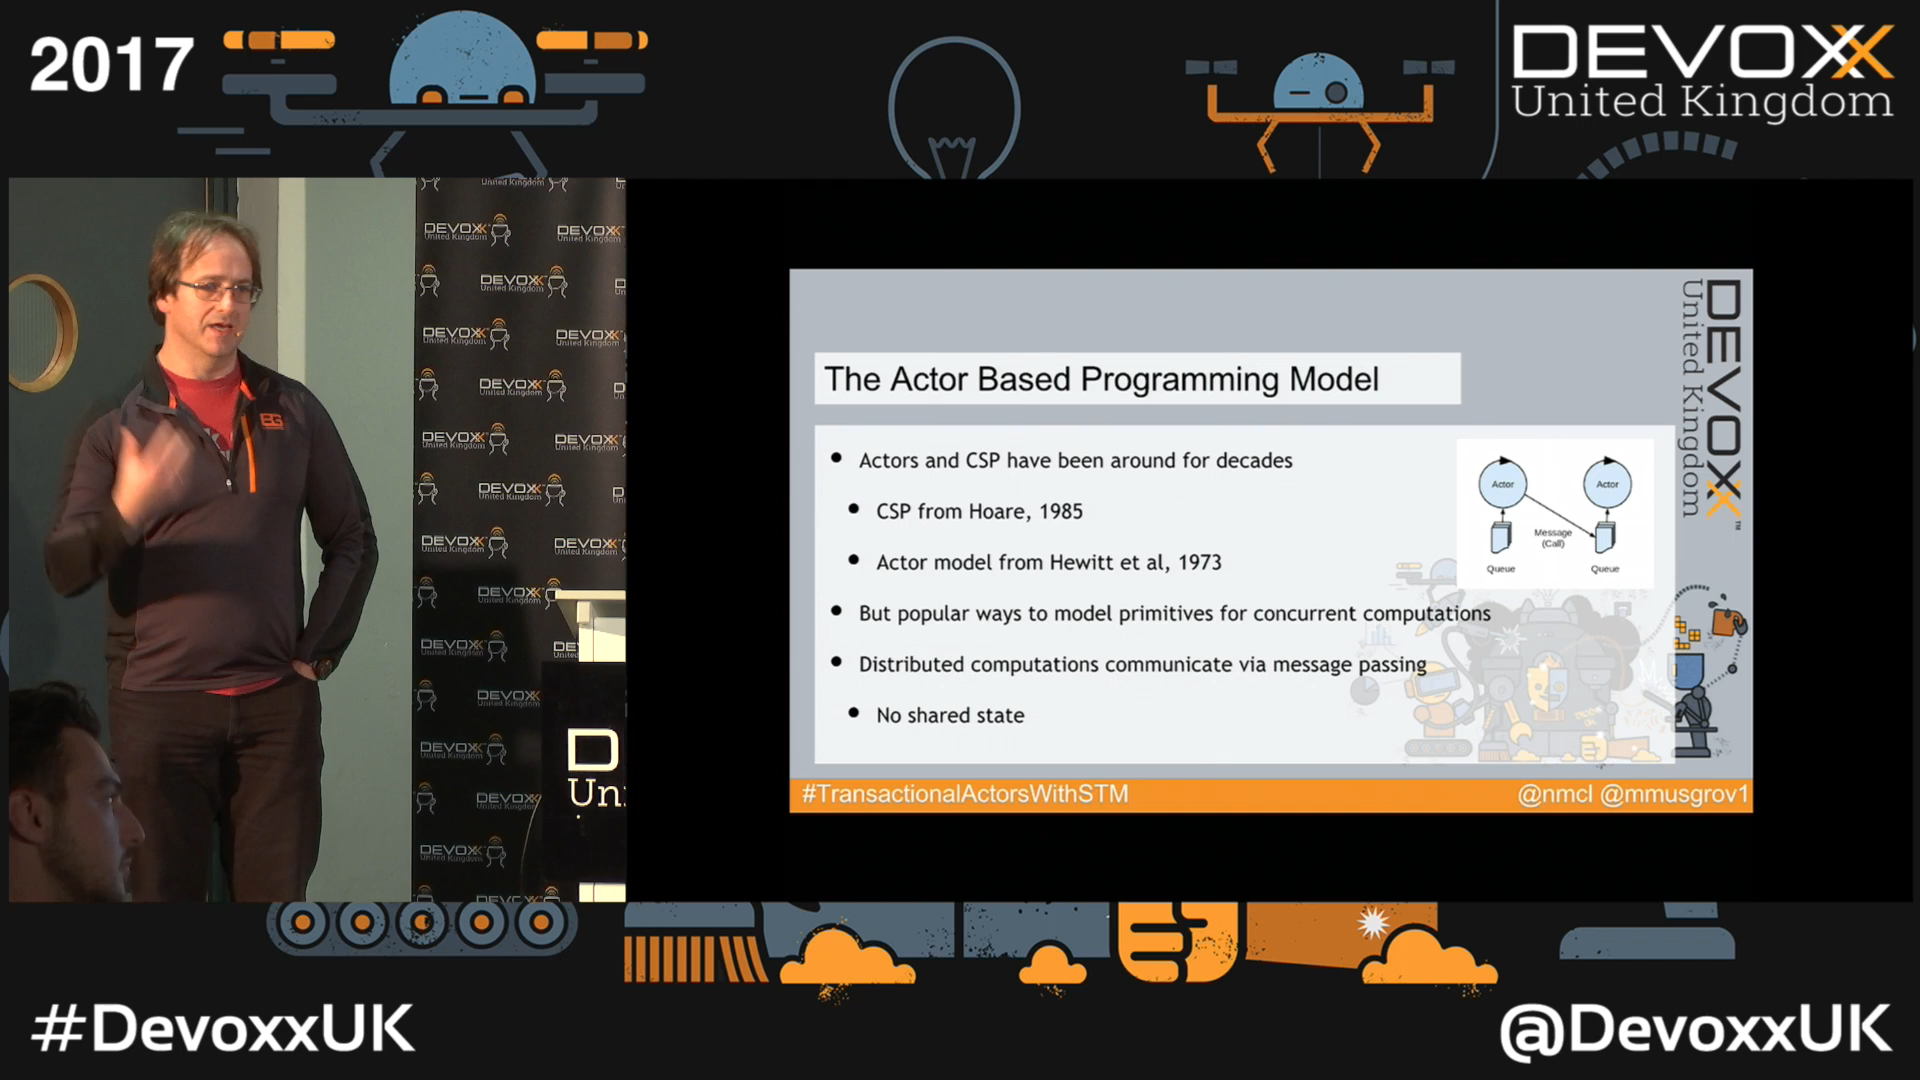 2017
DEVOXX
United Kingdom
DEVOXX
United Kingdom
The Actor Based Programming Model
• Actors and CSP have been around for decades
• CSP from Hoare, 1985
• Actor model from Hewitt et al, 1973
• But popular ways to model primitives for concurrent computations
• Distributed computations communicate via message passing
• No shared state
Actor
Actor
Message
(Call)
Queue
Queue
DEVOXX™
United Kingdom
#TransactionalActorsWithSTM
@nmcl @mmusgrov1
#DevoxxUK
@DevoxxUK